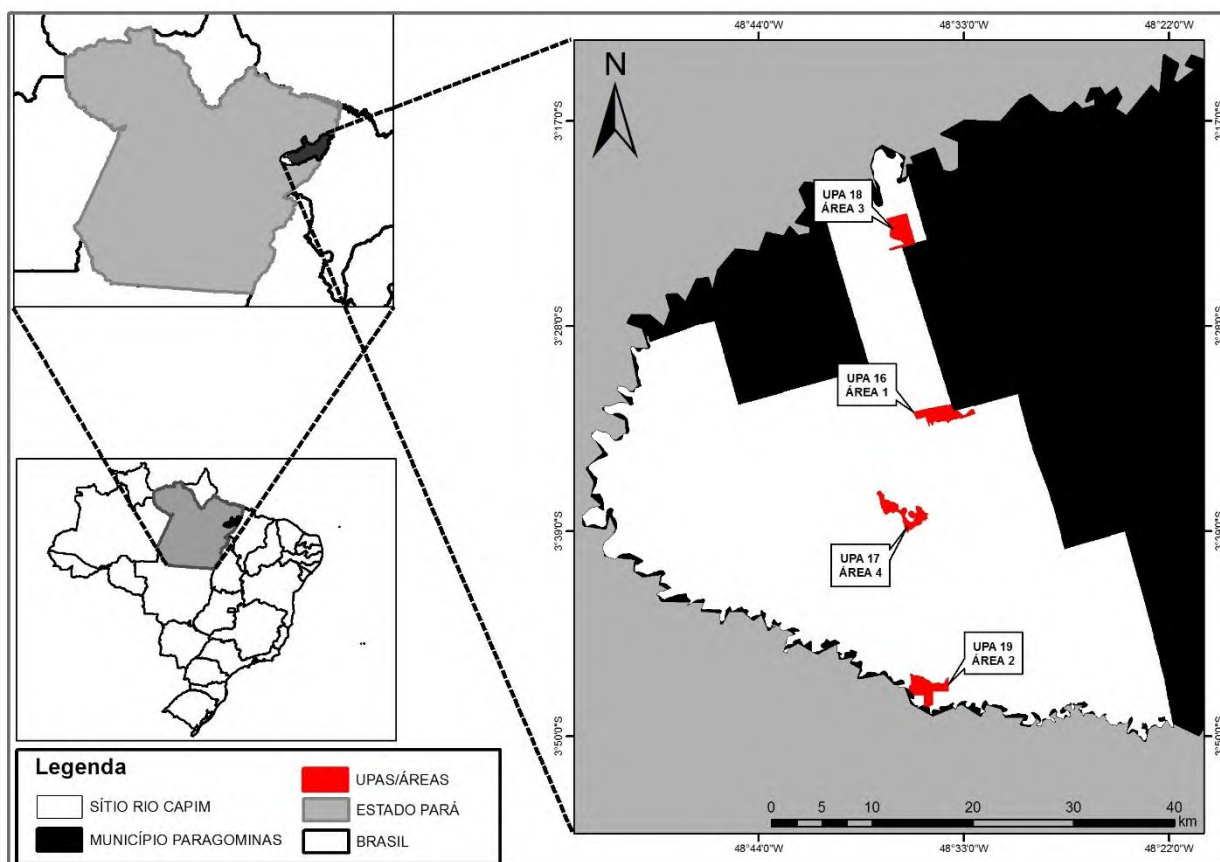 48°44'0"W
48°33'0"W
48°22'0"W
N
3°17'0"S
3°17'0"S
UPA 18
ÁREA 3
3°28'0"S
3°28'0"S
UPA 16
ÁREA 1
3°39'0"S
3°39'0"S
UPA 17
ÁREA 4
UPA 19
ÁREA 2
3°50'0"S
3°50'0"S
0
5
10
20
30
40
km
48°44'0"W
48°33'0"W
48°22'0"W
Legenda
SÍTIO RIO CAPIM
MUNICÍPIO PARAGOMINAS
UPAS/ÁREAS
ESTADO PARÁ
BRASIL